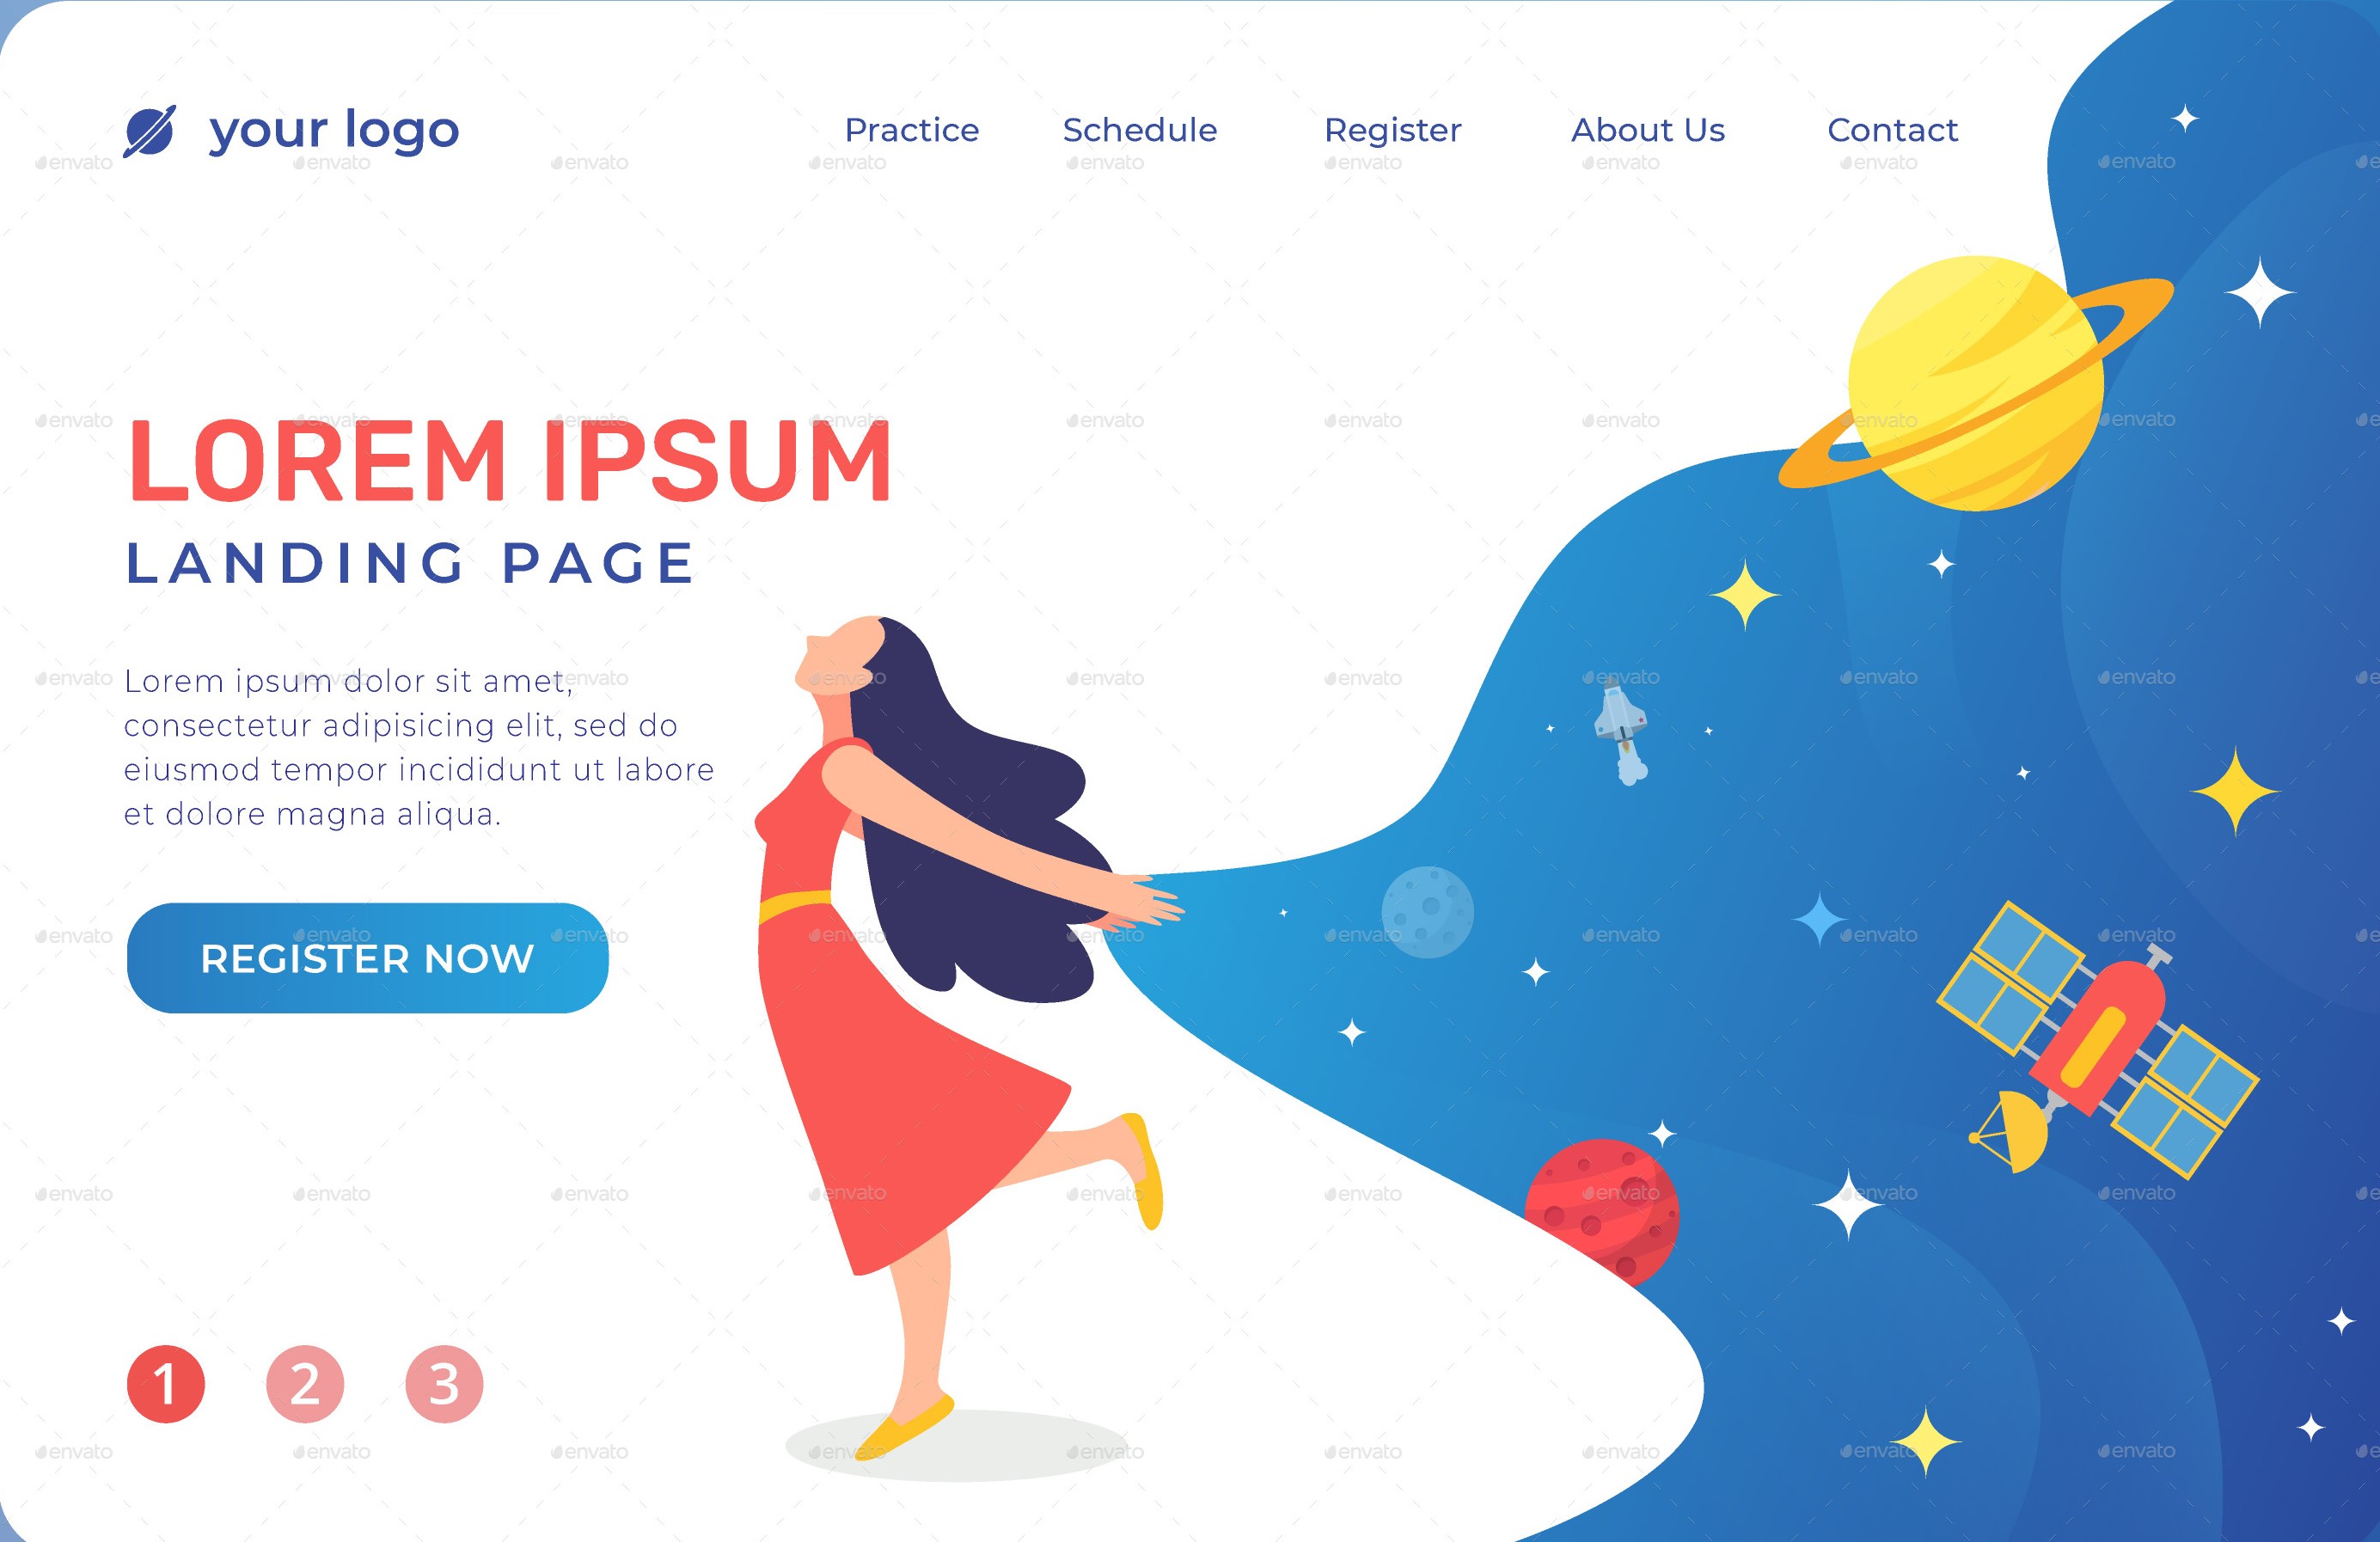 your logo
Practice Schedule Register About Us Contact
LOREM IPSUM
LANDING PAGE
Lorem ipsum dolor sit amet,
consectetur adipisicing elit, sed do
eiusmod tempor incididunt ut labore
et dolore magna aliqua.
REGISTER NOW
1 2 3
envato